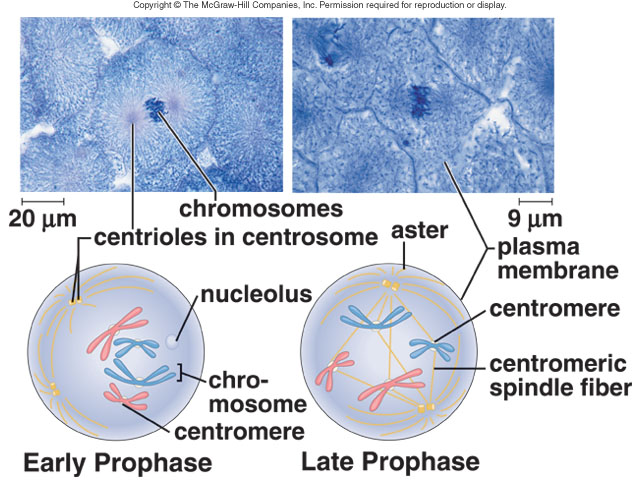 Copyright © The McGraw-Hill Companies, Inc. Permission required for reproduction or display.
20 µm
chromosomes
9 µm
centrioles in centrosome
aster
plasma
membrane
nucleolus
centromere
chro-
mosome
centromeric
spindle fiber
centromere
Early Prophase
Late Prophase